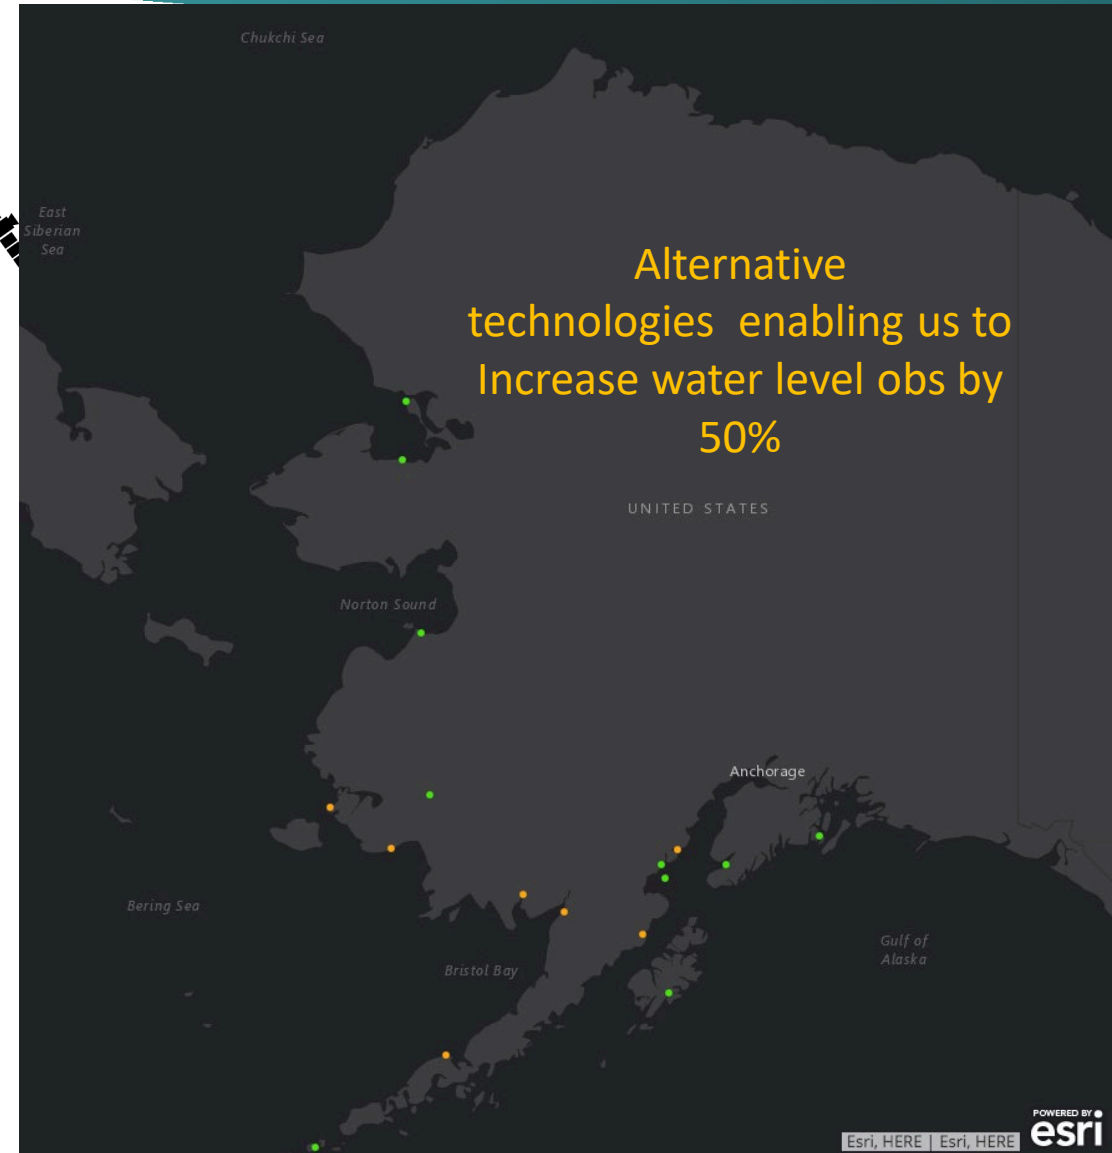 Chukchi Sea
East
Siberian
Sea
Alternative
technologies  enabling us to
Increase water level obs by
50%
UNITED STATES
Norton Sound
Anchorage
Bering Sea
Gulf of
Alaska
Bristol Bay
POWERED BY
esri
Esri, HERE | Esri, HERE